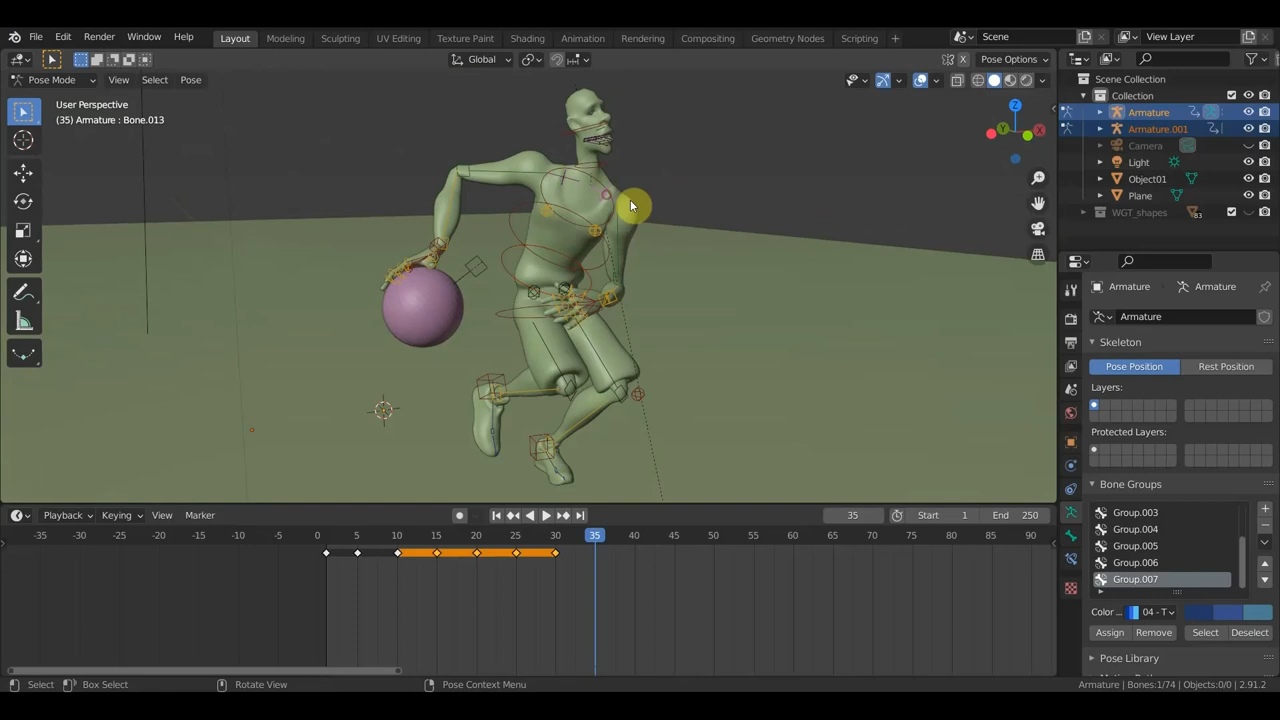 File Edit Render Window Help Layout Modeling Sculpting UV Editing Texture Paint Shading Animation Rendering Compositing Geometry Nodes Scripting + Scene View Layer
Global X Pose Options
Pose Mode View Select Pose
User Perspective
(35) Armature : Bone.013
Z
Y
X
Scene Collection
Collection
Armature
Armature.001
Camera
Light
Object01
Plane
WGT_shapes
Armature Armature
Armature
Skeleton
Pose Position Rest Position
Layers:
Protected Layers:
Bone Groups
Group.003
Group.004
Group.005
Group.006
Group.007
Color ... 04 - T
Assign Remove Select Deselect
Pose Library
Playback Keying View Marker 35 Start 1 End 250
-35 -30 -25 -20 -15 -10 -5 0 5 10 15 20 25 30 35 40 45 50 55 60 65 70 75 80 85 90
Select Box Select Rotate View Pose Context Menu Armature | Bones:1/74 | Objects:0/0 | 2.91.2